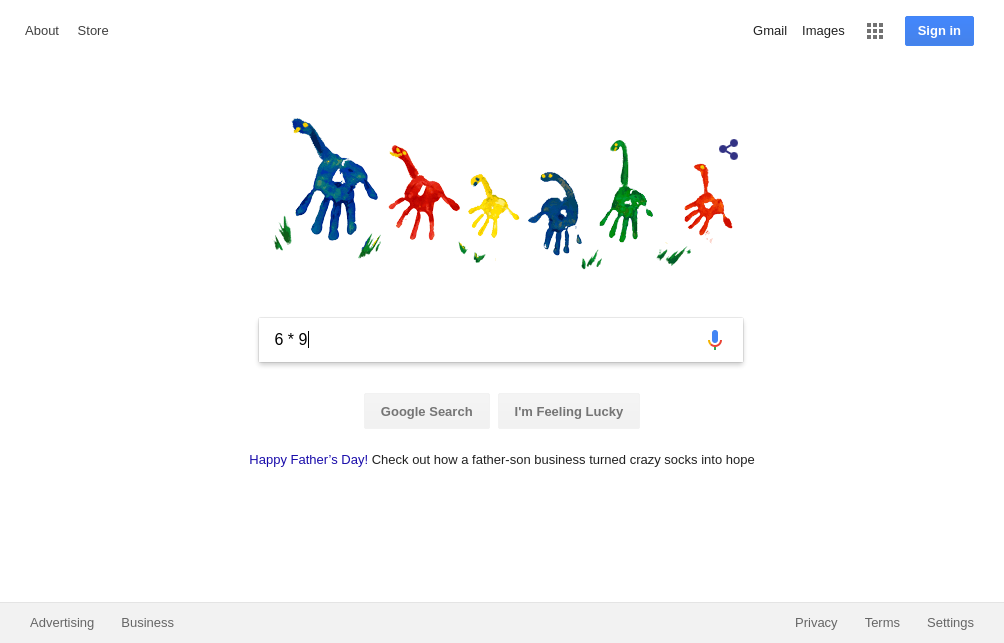 About Store Gmail Images Sign in
6 * 9
Google Search I'm Feeling Lucky
Happy Father’s Day! Check out how a father-son business turned crazy socks into hope
Advertising Business Privacy Terms Settings